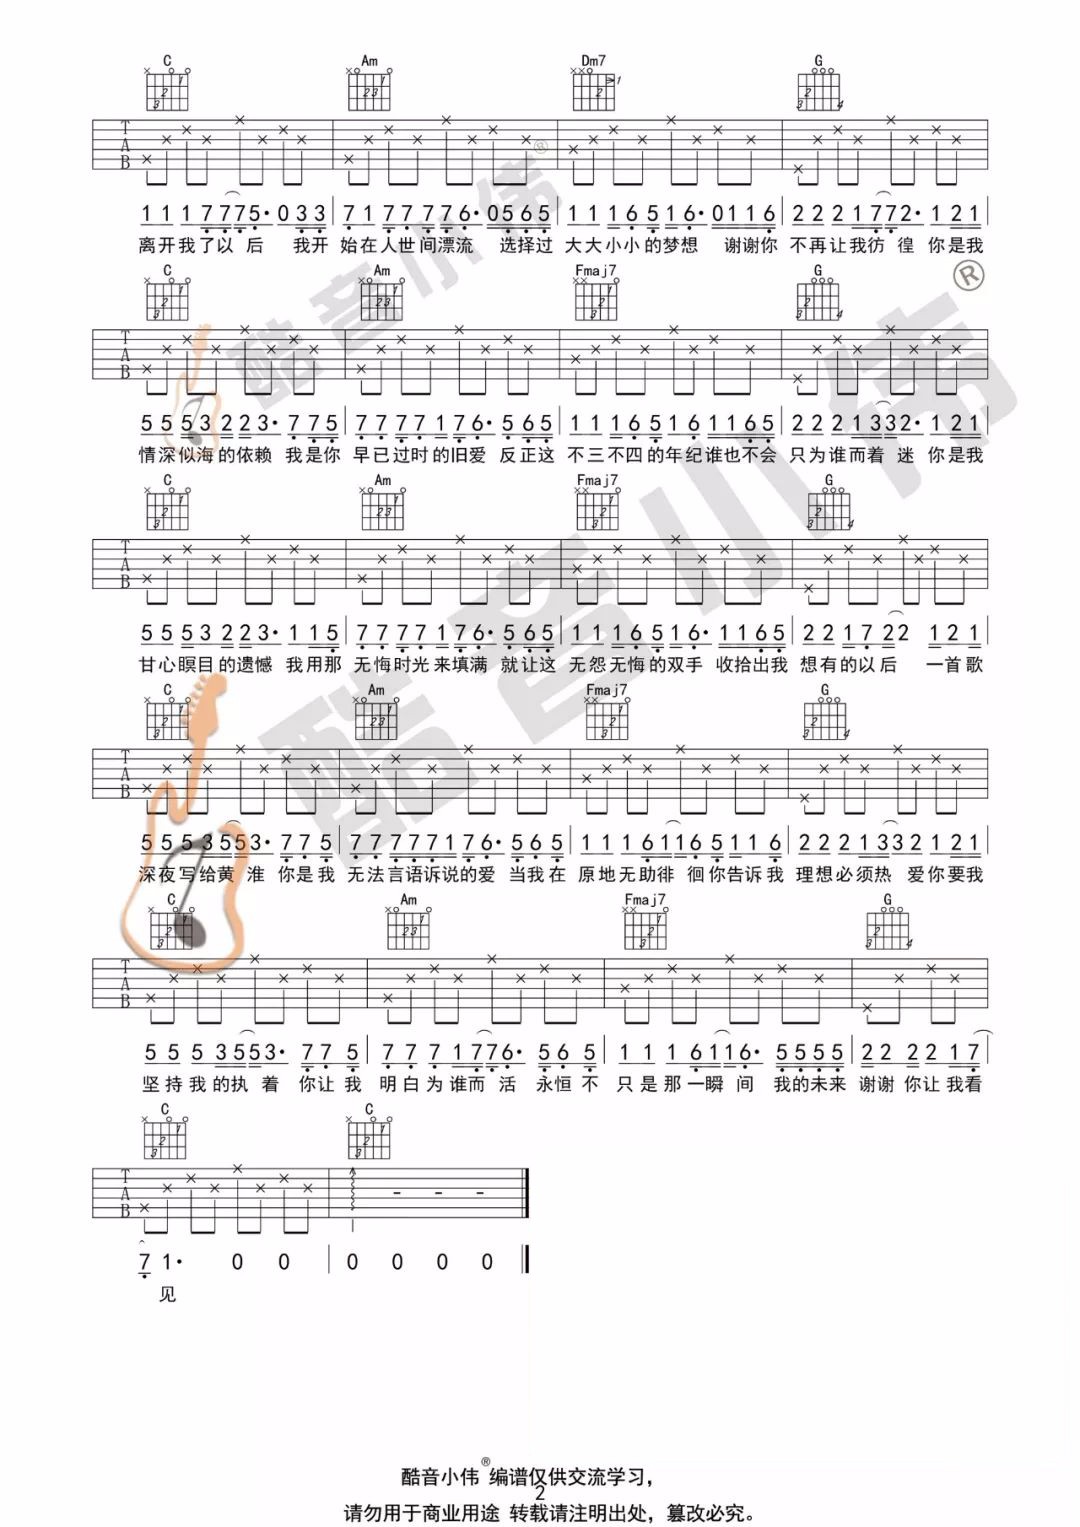 C Am Dm7 G
T A B
1 1 1 7 7 7 5· 0 3 3 | 7 1 7 7 7 7 6· 0 5 6 5 | 1 1 1 6 5 1 6· 0 1 1 6 | 2 2 2 1 7 7 2· 1 2 1 |
离开我了以后 我开始在人世间漂流 选择过大大小小的梦想 谢谢你不再让我彷徨 你是我
C Am Fmaj7 G
T A B
5 5 5 3 2 2 3· 7 7 5 | 7 7 7 7 1 7 6· 5 6 5 | 1 1 1 6 5 1 6 1 1 6 5 | 2 2 2 1 3 3 2· 1 2 1 |
情深似海的依赖 我是你早已过时的旧爱 反正这不三不四的年纪谁也不会只为谁而着迷 你是我
C Am Fmaj7 G
T A B
5 5 5 3 2 2 3· 1 1 5 | 7 7 7 7 1 7 6· 5 6 5 | 1 1 1 6 5 1 6· 1 1 6 5 | 2 2 1 7 2 2 1 2 1 |
甘心瞑目的遗憾 我用那无悔时光来填满 就让这无怨无悔的双手 收拾出我想有的以后 一首歌
C Am Fmaj7 G
T A B
5 5 5 3 5 5 3· 7 7 5 | 7 7 7 7 7 1 7 6· 5 6 5 | 1 1 1 6 1 1 6 5 1 1 6 | 2 2 2 1 3 3 2 1 2 1 |
深夜写给黄淮 你是我无法言语诉说的爱 当我在原地无助徘徊你告诉我理想必须热爱你要我
C Am Fmaj7 G
T A B
5 5 5 3 5 5 3· 7 7 5 | 7 7 7 1 7 7 6· 5 6 5 | 1 1 1 6 1 1 6· 5 5 5 5 | 2 2 2 2 1 7
坚持我的执着 你让我明白为谁而活 永恒不只是那一瞬间 我的未来谢谢你让我看
C C
T A B
7 1· 0 0 | 0 0 0 0
见
酷音小伟®
酷音小伟®编谱仅供交流学习，
2
请勿用于商业用途 转载请注明出处，篡改必究。